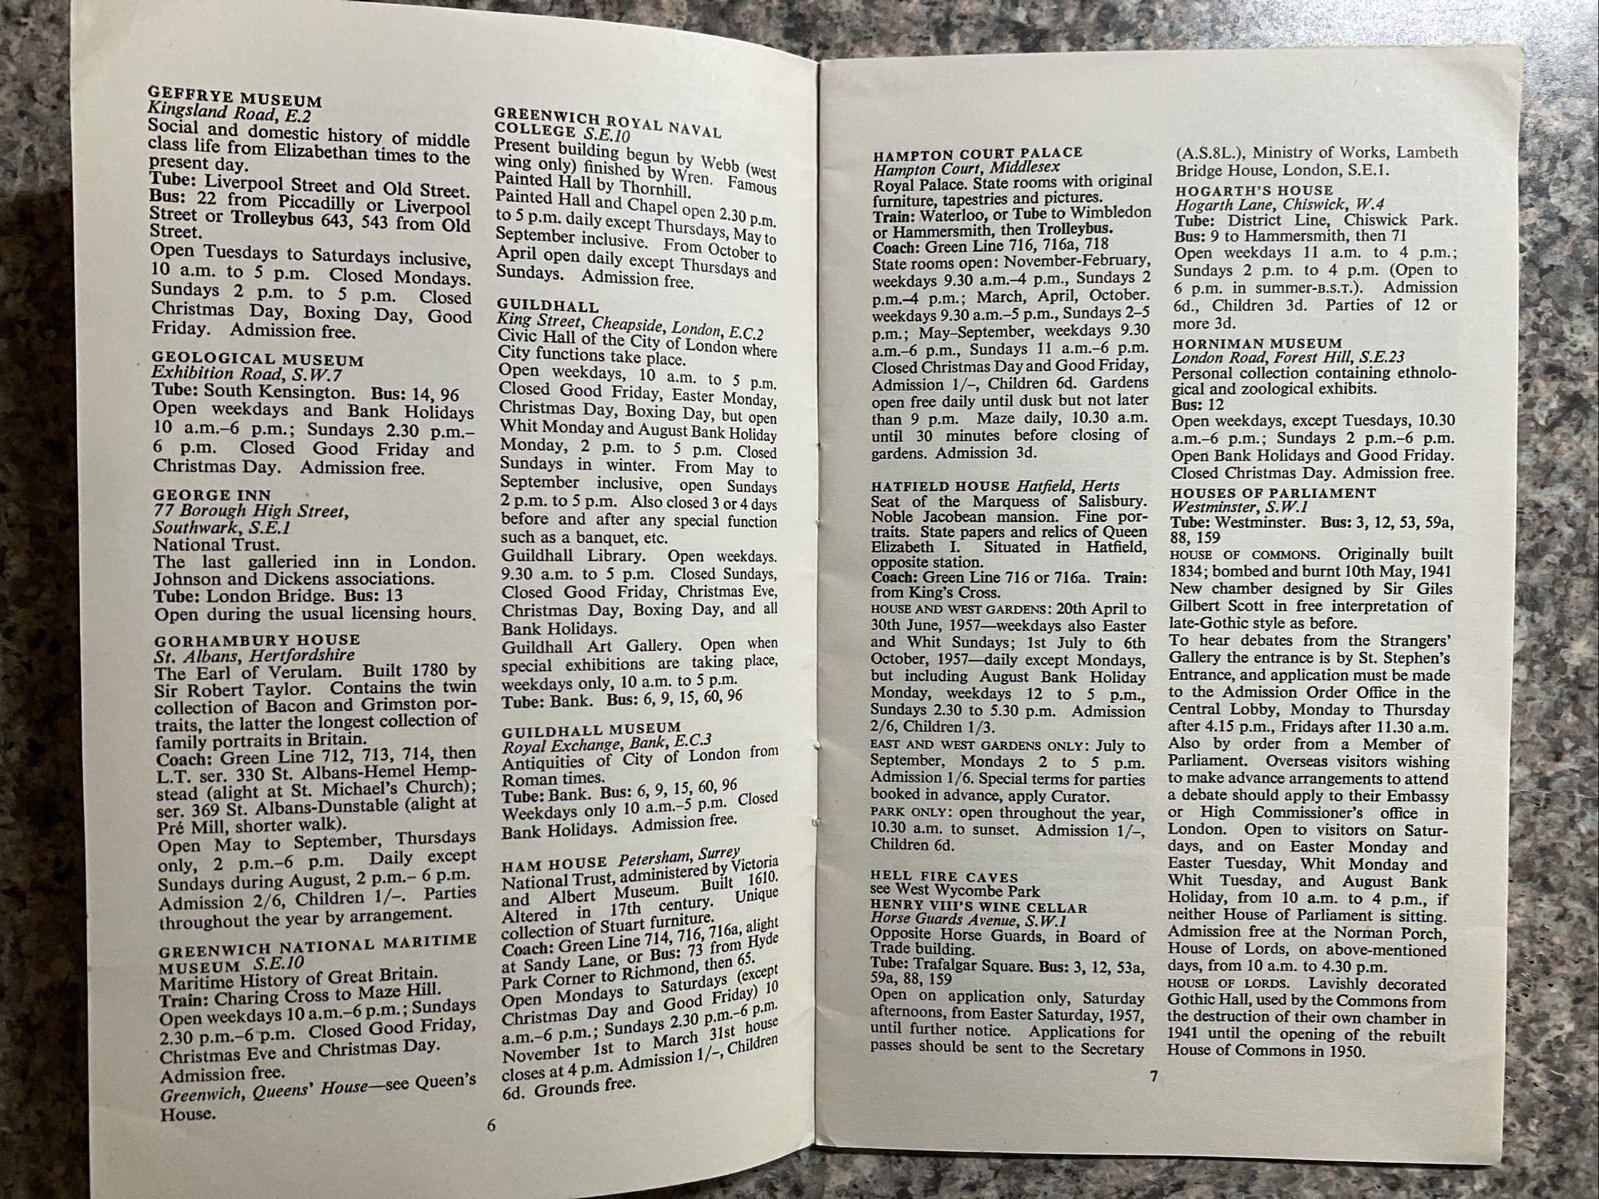 GEFFRYE MUSEUM
Kingsland Road, E.2
Social and domestic history of middle
class life from Elizabethan times to the
present day.
Tube: Liverpool Street and Old Street.
Bus: 22 from Piccadilly or Liverpool
Street or Trolleybus 643, 543 from Old
Street.
Open Tuesdays to Saturdays inclusive,
10 a.m. to 5 p.m. Closed Mondays.
Sundays 2 p.m. to 5 p.m. Closed
Christmas Day, Boxing Day, Good
Friday. Admission free.
GEOLOGICAL MUSEUM
Exhibition Road, S.W.7
Tube: South Kensington. Bus: 14, 96
Open weekdays and Bank Holidays
10 a.m.–6 p.m.; Sundays 2.30 p.m.–
6 p.m. Closed Good Friday and
Christmas Day. Admission free.
GEORGE INN
77 Borough High Street,
Southwark, S.E.1
National Trust.
The last galleried inn in London.
Johnson and Dickens associations.
Tube: London Bridge. Bus: 13
Open during the usual licensing hours.
GORHAMBURY HOUSE
St. Albans, Hertfordshire
The Earl of Verulam. Built 1780 by
Sir Robert Taylor. Contains the twin
collection of Bacon and Grimston por-
traits, the latter the longest collection of
family portraits in Britain.
Coach: Green Line 712, 713, 714, then
L.T. ser. 330 St. Albans-Hemel Hemp-
stead (alight at St. Michael's Church);
ser. 369 St. Albans-Dunstable (alight at
Pré Mill, shorter walk).
Open May to September, Thursdays
only, 2 p.m.–6 p.m. Daily except
Sundays during August, 2 p.m.– 6 p.m.
Admission 2/6, Children 1/–. Parties
throughout the year by arrangement.
GREENWICH NATIONAL MARITIME
MUSEUM S.E.10
Maritime History of Great Britain.
Train: Charing Cross to Maze Hill.
Open weekdays 10 a.m.–6 p.m.; Sundays
2.30 p.m.–6 p.m. Closed Good Friday,
Christmas Eve and Christmas Day.
Admission free.
Greenwich, Queens' House—see Queen's
House.
GREENWICH ROYAL NAVAL
COLLEGE S.E.10
Present building begun by Webb (west
wing only) finished by Wren. Famous
Painted Hall by Thornhill.
Painted Hall and Chapel open 2.30 p.m.
to 5 p.m. daily except Thursdays, May to
September inclusive. From October to
April open daily except Thursdays and
Sundays. Admission free.
GUILDHALL
King Street, Cheapside, London, E.C.2
Civic Hall of the City of London where
City functions take place.
Open weekdays, 10 a.m. to 5 p.m.
Closed Good Friday, Easter Monday,
Christmas Day, Boxing Day, but open
Whit Monday and August Bank Holiday
Monday, 2 p.m. to 5 p.m. Closed
Sundays in winter. From May to
September inclusive, open Sundays
2 p.m. to 5 p.m. Also closed 3 or 4 days
before and after any special function
such as a banquet, etc.
Guildhall Library. Open weekdays.
9.30 a.m. to 5 p.m. Closed Sundays,
Closed Good Friday, Christmas Eve,
Christmas Day, Boxing Day, and all
Bank Holidays.
Guildhall Art Gallery. Open when
special exhibitions are taking place,
weekdays only, 10 a.m. to 5 p.m.
Tube: Bank. Bus: 6, 9, 15, 60, 96
GUILDHALL MUSEUM
Royal Exchange, Bank, E.C.3
Antiquities of City of London from
Roman times.
Tube: Bank. Bus: 6, 9, 15, 60, 96
Weekdays only 10 a.m.–5 p.m. Closed
Bank Holidays. Admission free.
HAM HOUSE Petersham, Surrey
National Trust, administered by Victoria
and Albert Museum. Built 1610.
Altered in 17th century. Unique
collection of Stuart furniture.
Coach: Green Line 714, 716, 716a, alight
at Sandy Lane, or Bus: 73 from Hyde
Park Corner to Richmond, then 65.
Open Mondays to Saturdays (except
Christmas Day and Good Friday) 10
a.m.–6 p.m.; Sundays 2.30 p.m.–6 p.m.
November 1st to March 31st house
closes at 4 p.m. Admission 1/–, Children
6d. Grounds free.
6
HAMPTON COURT PALACE
Hampton Court, Middlesex
Royal Palace. State rooms with original
furniture, tapestries and pictures.
Train: Waterloo, or Tube to Wimbledon
or Hammersmith, then Trolleybus.
Coach: Green Line 716, 716a, 718
State rooms open: November-February,
weekdays 9.30 a.m.–4 p.m., Sundays 2
p.m.–4 p.m.; March, April, October.
weekdays 9.30 a.m.–5 p.m., Sundays 2–5
p.m.; May–September, weekdays 9.30
a.m.–6 p.m., Sundays 11 a.m.–6 p.m.
Closed Christmas Day and Good Friday,
Admission 1/–, Children 6d. Gardens
open free daily until dusk but not later
than 9 p.m. Maze daily, 10.30 a.m.
until 30 minutes before closing of
gardens. Admission 3d.
HATFIELD HOUSE Hatfield, Herts
Seat of the Marquess of Salisbury.
Noble Jacobean mansion. Fine por-
traits. State papers and relics of Queen
Elizabeth I. Situated in Hatfield,
opposite station.
Coach: Green Line 716 or 716a. Train:
from King's Cross.
HOUSE AND WEST GARDENS: 20th April to
30th June, 1957—weekdays also Easter
and Whit Sundays; 1st July to 6th
October, 1957—daily except Mondays,
but including August Bank Holiday
Monday, weekdays 12 to 5 p.m.,
Sundays 2.30 to 5.30 p.m. Admission
2/6, Children 1/3.
EAST AND WEST GARDENS ONLY: July to
September, Mondays 2 to 5 p.m.
Admission 1/6. Special terms for parties
booked in advance, apply Curator.
PARK ONLY: open throughout the year,
10.30 a.m. to sunset. Admission 1/–,
Children 6d.
HELL FIRE CAVES
see West Wycombe Park
HENRY VIII'S WINE CELLAR
Horse Guards Avenue, S.W.1
Opposite Horse Guards, in Board of
Trade building.
Tube: Trafalgar Square. Bus: 3, 12, 53a,
59a, 88, 159
Open on application only, Saturday
afternoons, from Easter Saturday, 1957,
until further notice. Applications for
passes should be sent to the Secretary
(A.S.8L.), Ministry of Works, Lambeth
Bridge House, London, S.E.1.
HOGARTH'S HOUSE
Hogarth Lane, Chiswick, W.4
Tube: District Line, Chiswick Park.
Bus: 9 to Hammersmith, then 71
Open weekdays 11 a.m. to 4 p.m.;
Sundays 2 p.m. to 4 p.m. (Open to
6 p.m. in summer-B.S.T.). Admission
6d., Children 3d. Parties of 12 or
more 3d.
HORNIMAN MUSEUM
London Road, Forest Hill, S.E.23
Personal collection containing ethnolo-
gical and zoological exhibits.
Bus: 12
Open weekdays, except Tuesdays, 10.30
a.m.–6 p.m.; Sundays 2 p.m.–6 p.m.
Open Bank Holidays and Good Friday.
Closed Christmas Day. Admission free.
HOUSES OF PARLIAMENT
Westminster, S.W.1
Tube: Westminster. Bus: 3, 12, 53, 59a,
88, 159
HOUSE OF COMMONS. Originally built
1834; bombed and burnt 10th May, 1941
New chamber designed by Sir Giles
Gilbert Scott in free interpretation of
late-Gothic style as before.
To hear debates from the Strangers'
Gallery the entrance is by St. Stephen's
Entrance, and application must be made
to the Admission Order Office in the
Central Lobby, Monday to Thursday
after 4.15 p.m., Fridays after 11.30 a.m.
Also by order from a Member of
Parliament. Overseas visitors wishing
to make advance arrangements to attend
a debate should apply to their Embassy
or High Commissioner's office in
London. Open to visitors on Satur-
days, and on Easter Monday and
Easter Tuesday, Whit Monday and
Whit Tuesday, and August Bank
Holiday, from 10 a.m. to 4 p.m., if
neither House of Parliament is sitting.
Admission free at the Norman Porch,
House of Lords, on above-mentioned
days, from 10 a.m. to 4.30 p.m.
HOUSE OF LORDS. Lavishly decorated
Gothic Hall, used by the Commons from
the destruction of their own chamber in
1941 until the opening of the rebuilt
House of Commons in 1950.
7